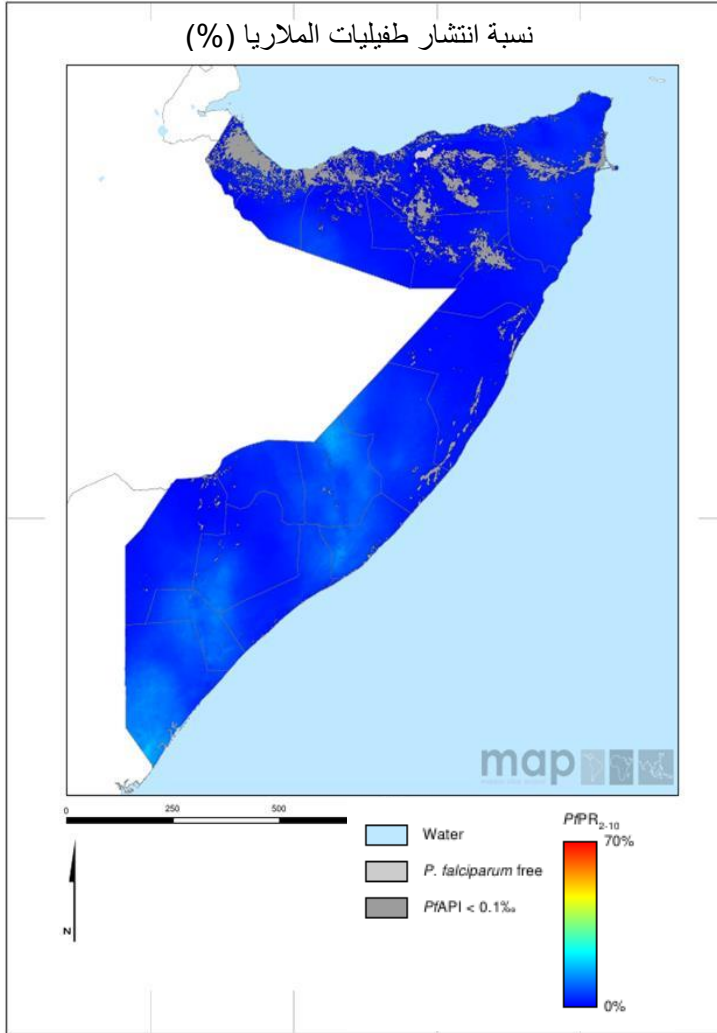 نسبة انتشار طفيليات الملاريا (%)
map
0 250 500
N
Water
P. falciparum free
PfAPI < 0.1‰
PfPR2-10
70%
0%